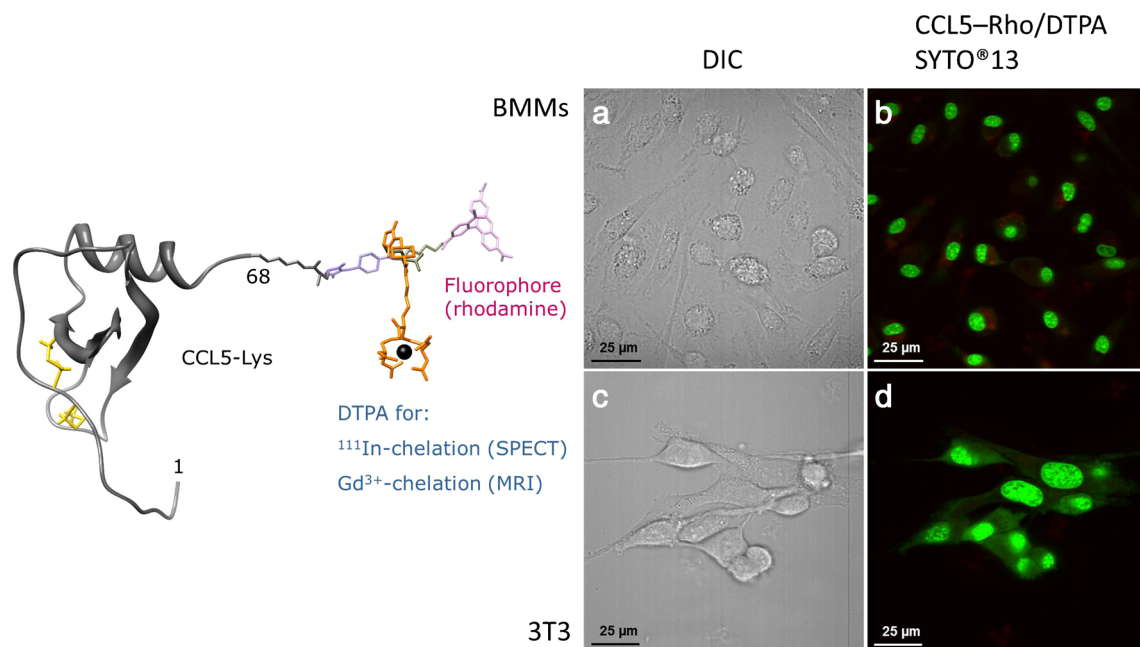 DIC
CCL5–Rho/DTPA
SYTO®13
BMMs
a
b
25 µm
25 µm
68
Fluorophore
(rhodamine)
CCL5-Lys
DTPA for:
¹¹¹In-chelation (SPECT)
Gd³⁺-chelation (MRI)
1
c
d
25 µm
25 µm
3T3